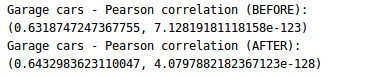 Garage cars - Pearson correlation (BEFORE):
(0.6318747247367755, 7.12819181118158e-123)
Garage cars - Pearson correlation (AFTER):
(0.6432983623110047, 4.0797882182367123e-128)